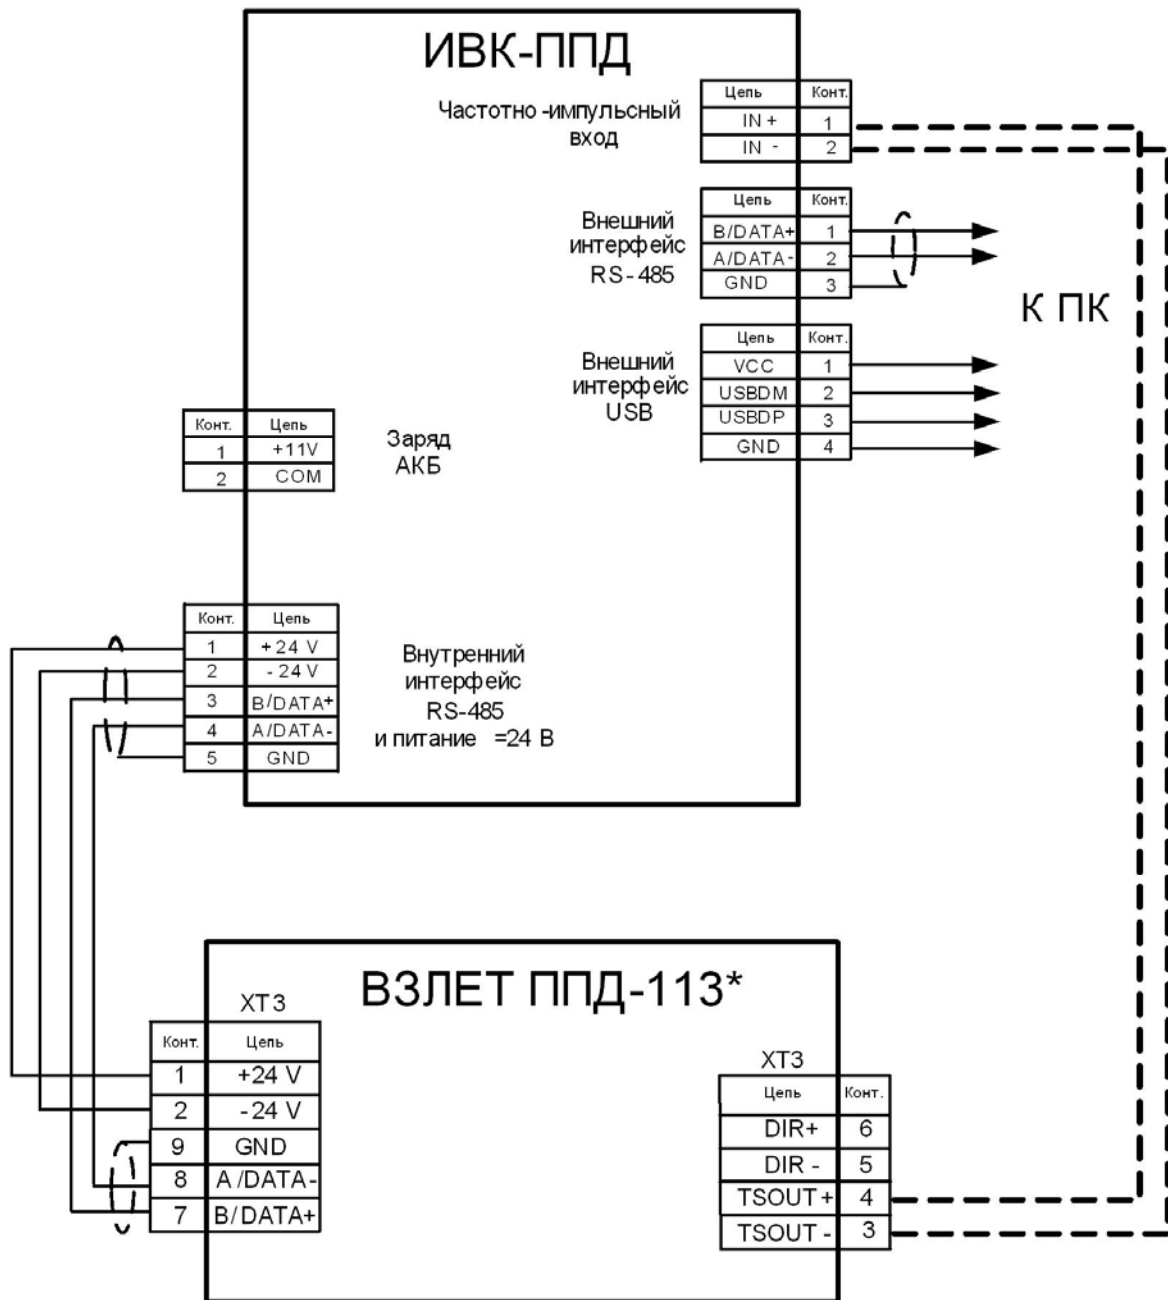 ИВК-ППД
Частотно-импульсный
вход
Цепь Конт.
IN + 1
IN - 2
Внешний
интерфейс
RS-485
Цепь Конт.
B/DATA+ 1
A/DATA- 2
GND 3
К ПК
Внешний
интерфейс
USB
Цепь Конт.
VCC 1
USBDM 2
USBDP 3
GND 4
Конт. Цепь
1 +11V
2 COM
Заряд
АКБ
Конт. Цепь
1 +24 V
2 -24 V
3 B/DATA+
4 A/DATA-
5 GND
Внутренний
интерфейс
RS-485
и питание =24 В
ВЗЛЕТ ППД-113*
XT3
Конт. Цепь
1 +24 V
2 -24 V
9 GND
8 A/DATA-
7 B/DATA+
XT3
Цепь Конт.
DIR+ 6
DIR - 5
TSOUT + 4
TSOUT - 3